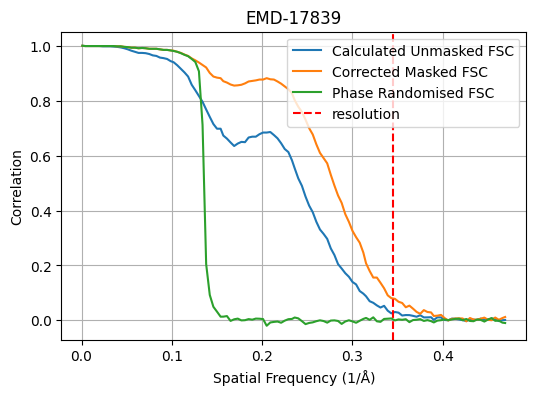 EMD-17839
Calculated Unmasked FSC
Corrected Masked FSC
Phase Randomised FSC
resolution
Correlation
1.0
0.8
0.6
0.4
0.2
0.0
0.0 0.1 0.2 0.3 0.4
Spatial Frequency (1/Å)